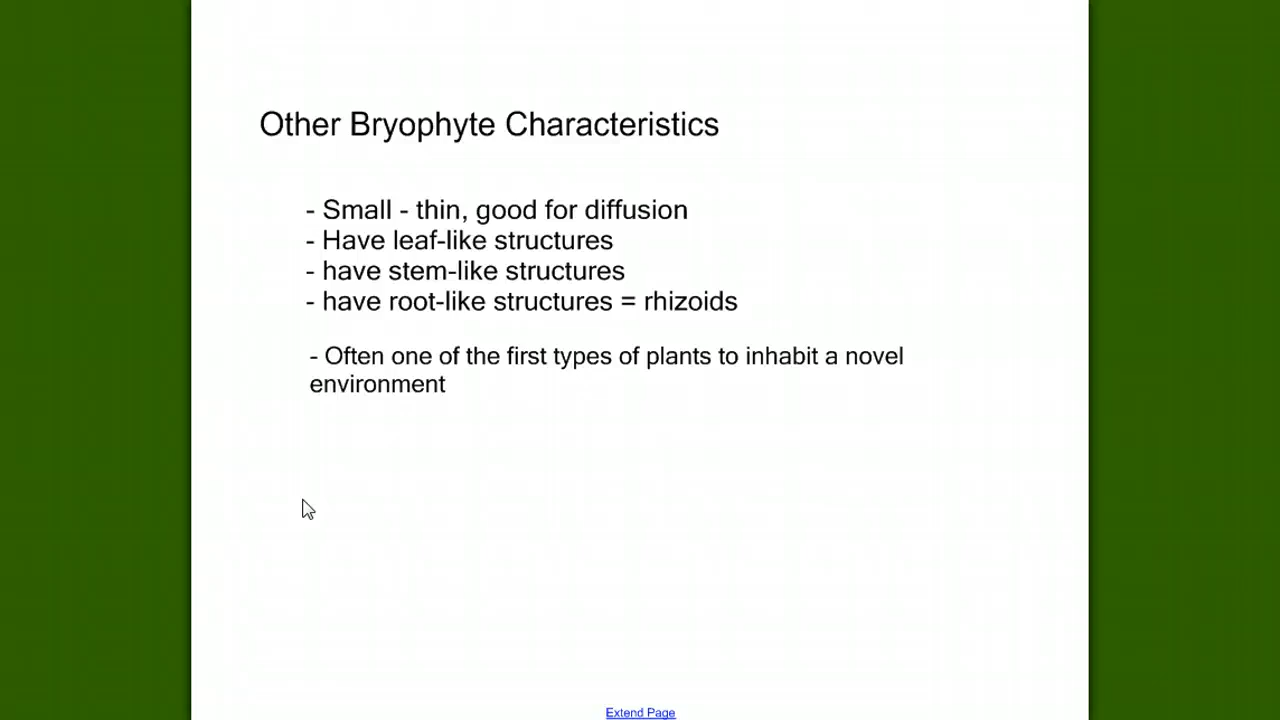 Other Bryophyte Characteristics
- Small - thin, good for diffusion
- Have leaf-like structures
- have stem-like structures
- have root-like structures = rhizoids
- Often one of the first types of plants to inhabit a novel
environment
Extend Page